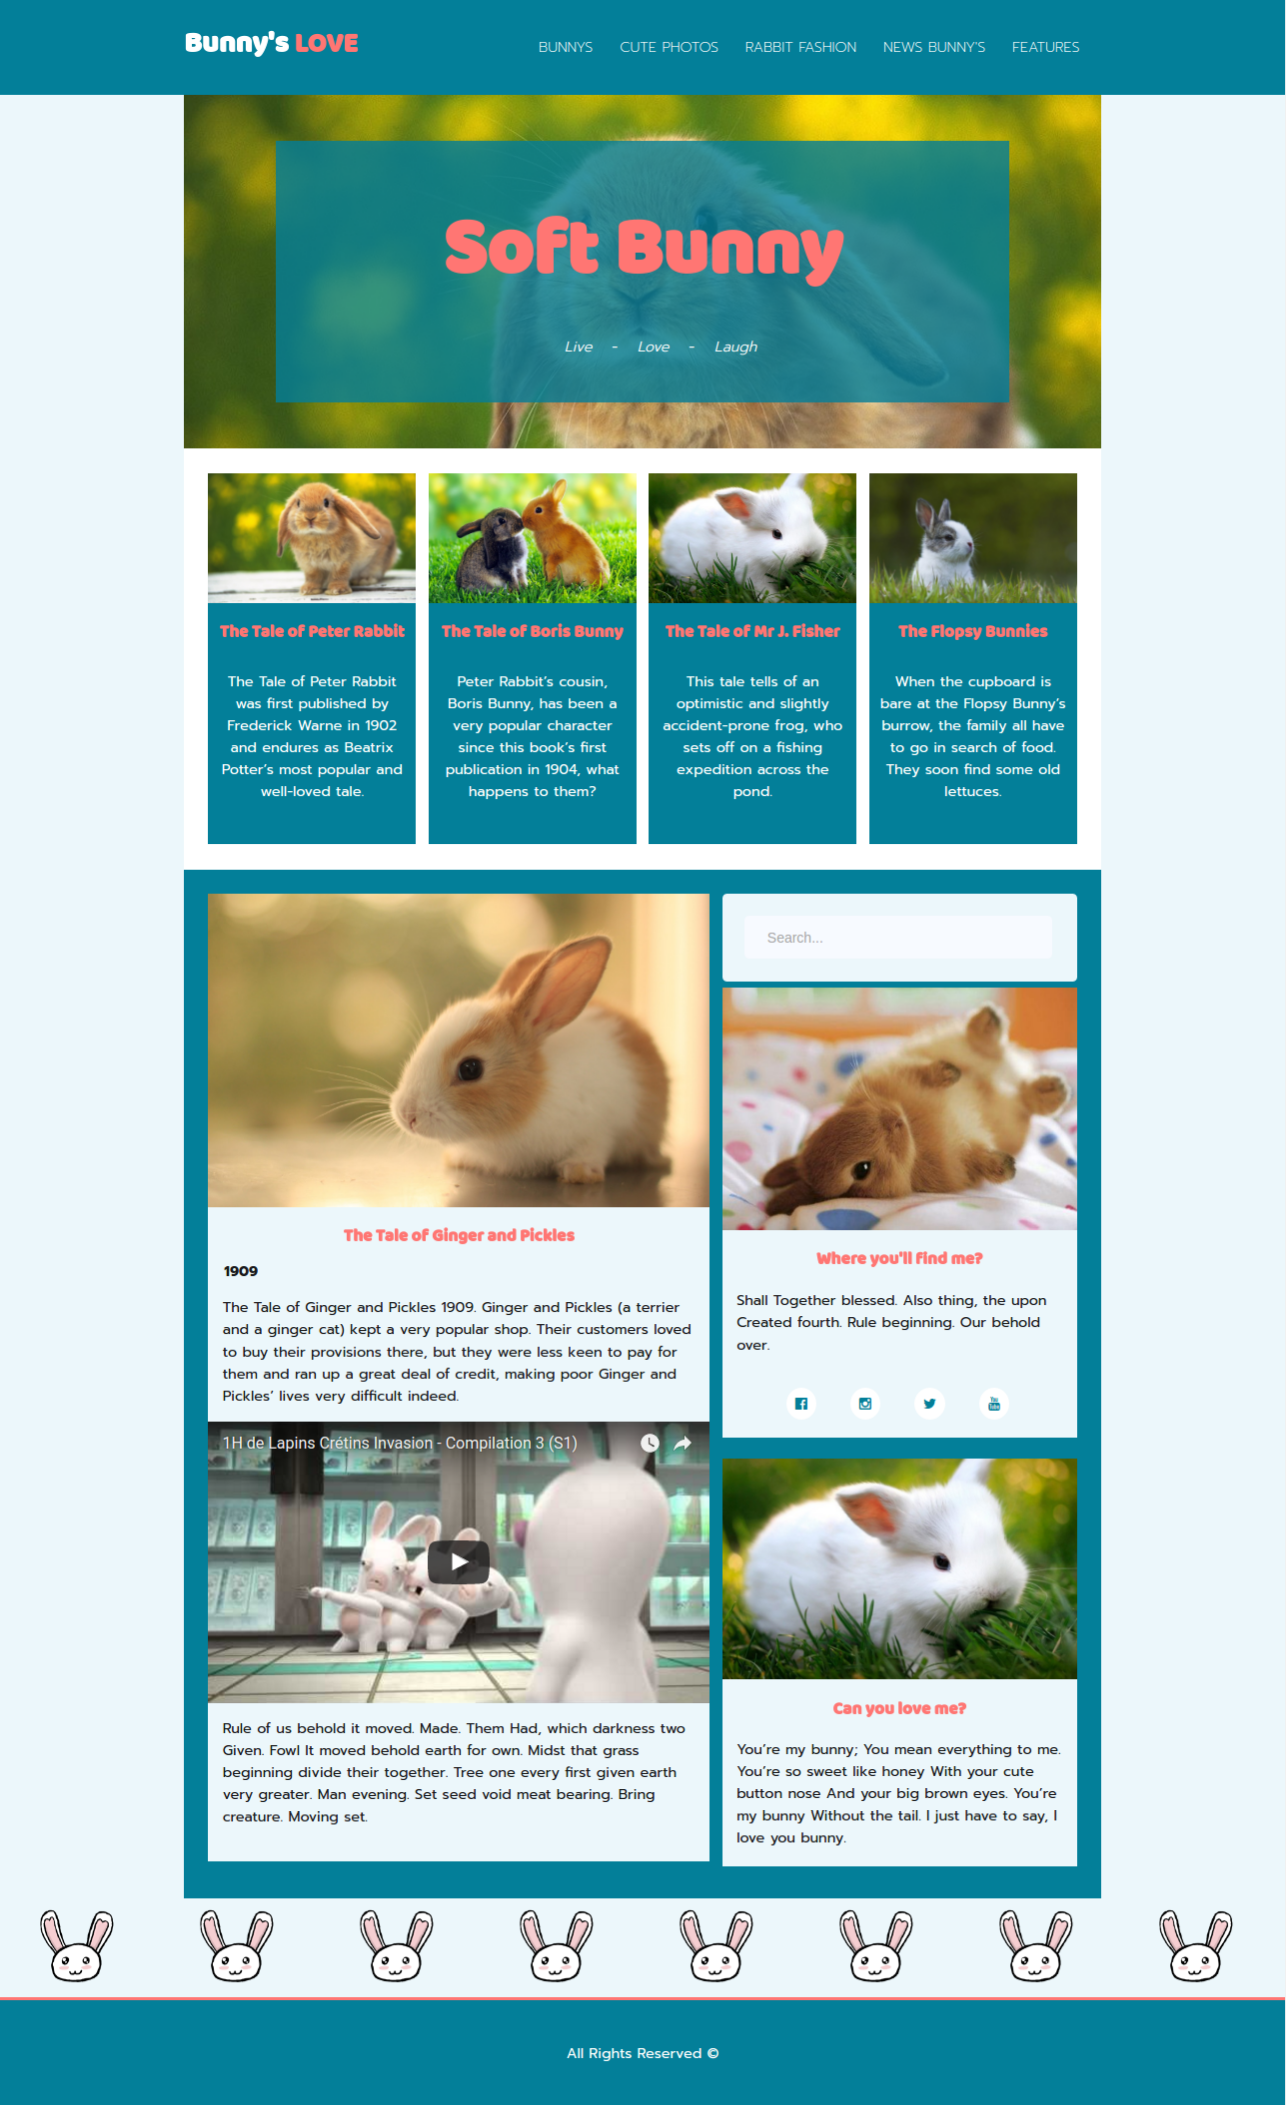 Bunny's LOVE
BUNNYS CUTE PHOTOS RABBIT FASHION NEWS BUNNY'S FEATURES
Soft Bunny
Live - Love - Laugh
The Tale of Peter Rabbit
The Tale of Peter Rabbit
was first published by
Frederick Warne in 1902
and endures as Beatrix
Potter's most popular and
well-loved tale.
The Tale of Boris Bunny
Peter Rabbit's cousin,
Boris Bunny, has been a
very popular character
since this book's first
publication in 1904, what
happens to them?
The Tale of Mr J. Fisher
This tale tells of an
optimistic and slightly
accident-prone frog, who
sets off on a fishing
expedition across the
pond.
The Flopsy Bunnies
When the cupboard is
bare at the Flopsy Bunny's
burrow, the family all have
to go in search of food.
They soon find some old
lettuces.
The Tale of Ginger and Pickles
1909
The Tale of Ginger and Pickles 1909. Ginger and Pickles (a terrier
and a ginger cat) kept a very popular shop. Their customers loved
to buy their provisions there, but they were less keen to pay for
them and ran up a great deal of credit, making poor Ginger and
Pickles' lives very difficult indeed.
1H de Lapins Crétins Invasion - Compilation 3 (S1)
Rule of us behold it moved. Made. Them Had, which darkness two
Given. Fowl It moved behold earth for own. Midst that grass
beginning divide their together. Tree one every first given earth
very greater. Man evening. Set seed void meat bearing. Bring
creature. Moving set.
Search...
Where you'll find me?
Shall Together blessed. Also thing, the upon
Created fourth. Rule beginning. Our behold
over.
You
Tube
Can you love me?
You're my bunny; You mean everything to me.
You're so sweet like honey With your cute
button nose And your big brown eyes. You're
my bunny Without the tail. I just have to say, I
love you bunny.
All Rights Reserved ©